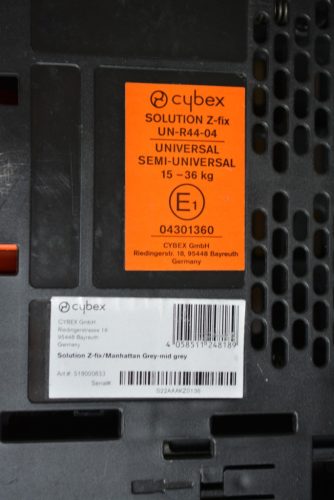 cybex
SOLUTION Z-fix
UN-R44-04
UNIVERSAL
SEMI-UNIVERSAL
15 – 36 kg
E1
04301360
CYBEX GmbH
Riedingerstr. 18, 95448 Bayreuth
Germany
cybex
CYBEX GmbH
Riedingerstrasse 18
95448 Bayreuth
Germany
Solution Z-fix/Manhattan Grey-mid grey
4 058511 248189
Art#: 518000833
Serial#: